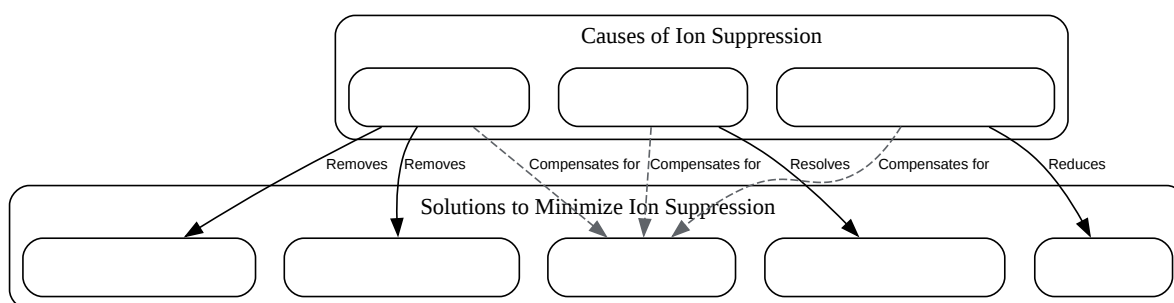 Causes of Ion Suppression
Removes
Removes
Compensates for
Compensates for
Resolves
Compensates for
Reduces
Solutions to Minimize Ion Suppression